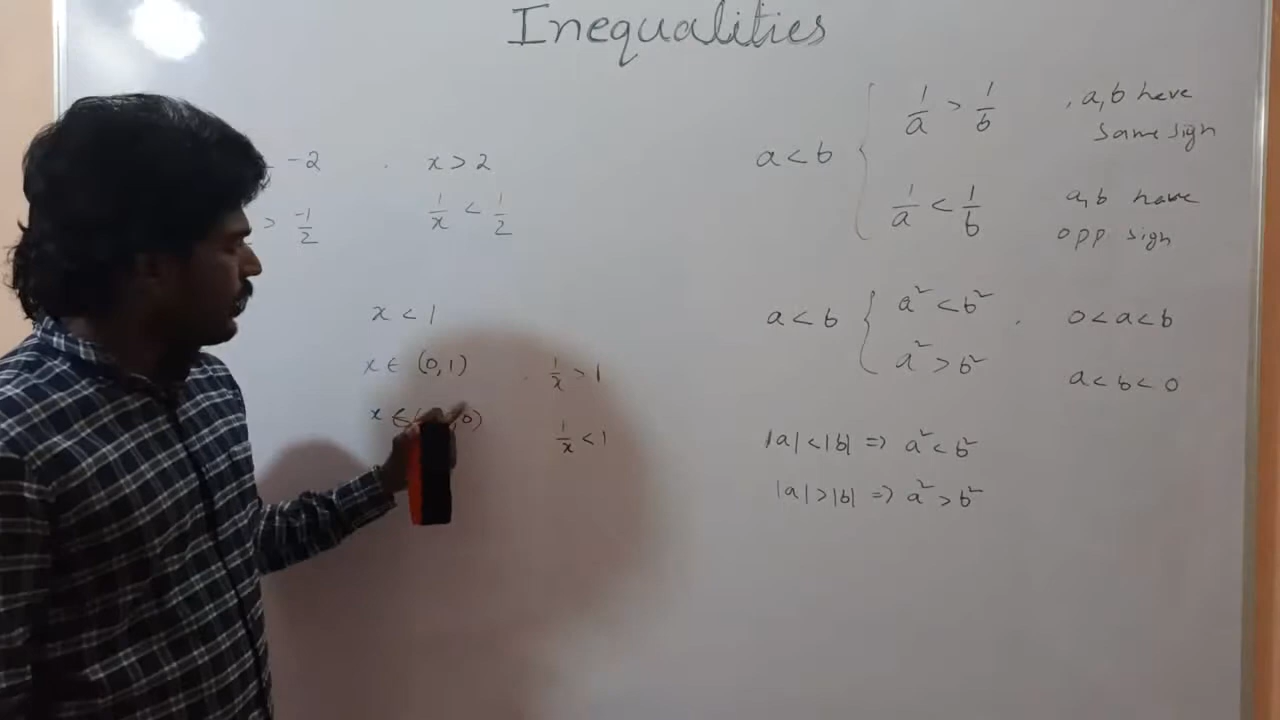 Inequalities
-2
x > 2
> -1/2
1/x < 1/2
x < 1
x ∈ (0,1) . 1/x > 1
x ∈ ( ,0) 1/x < 1
a < b { 1/a > 1/b , a,b have same sign
1/a < 1/b a,b have opp sign
a < b { a² < b² . 0 < a < b
a² > b² a < b < 0
|a| < |b| ⇒ a² < b²
|a| > |b| ⇒ a² > b²